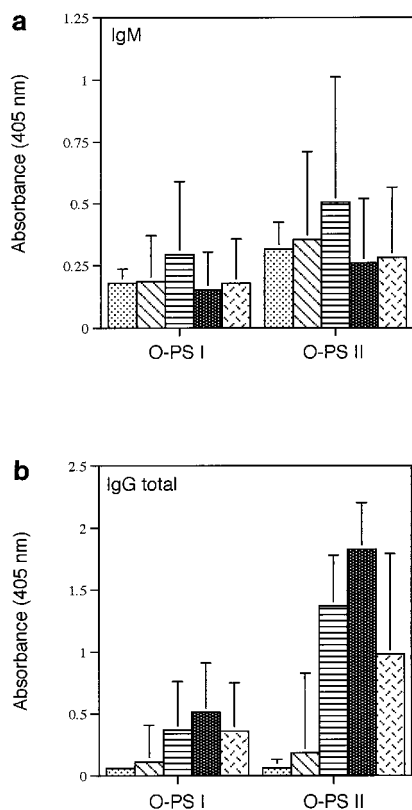 a
IgM
Absorbance (405 nm)
1.25
1
0.75
0.5
0.25
0
O-PS I
O-PS II
b
IgG total
Absorbance (405 nm)
2.5
2
1.5
1
0.5
0
O-PS I
O-PS II